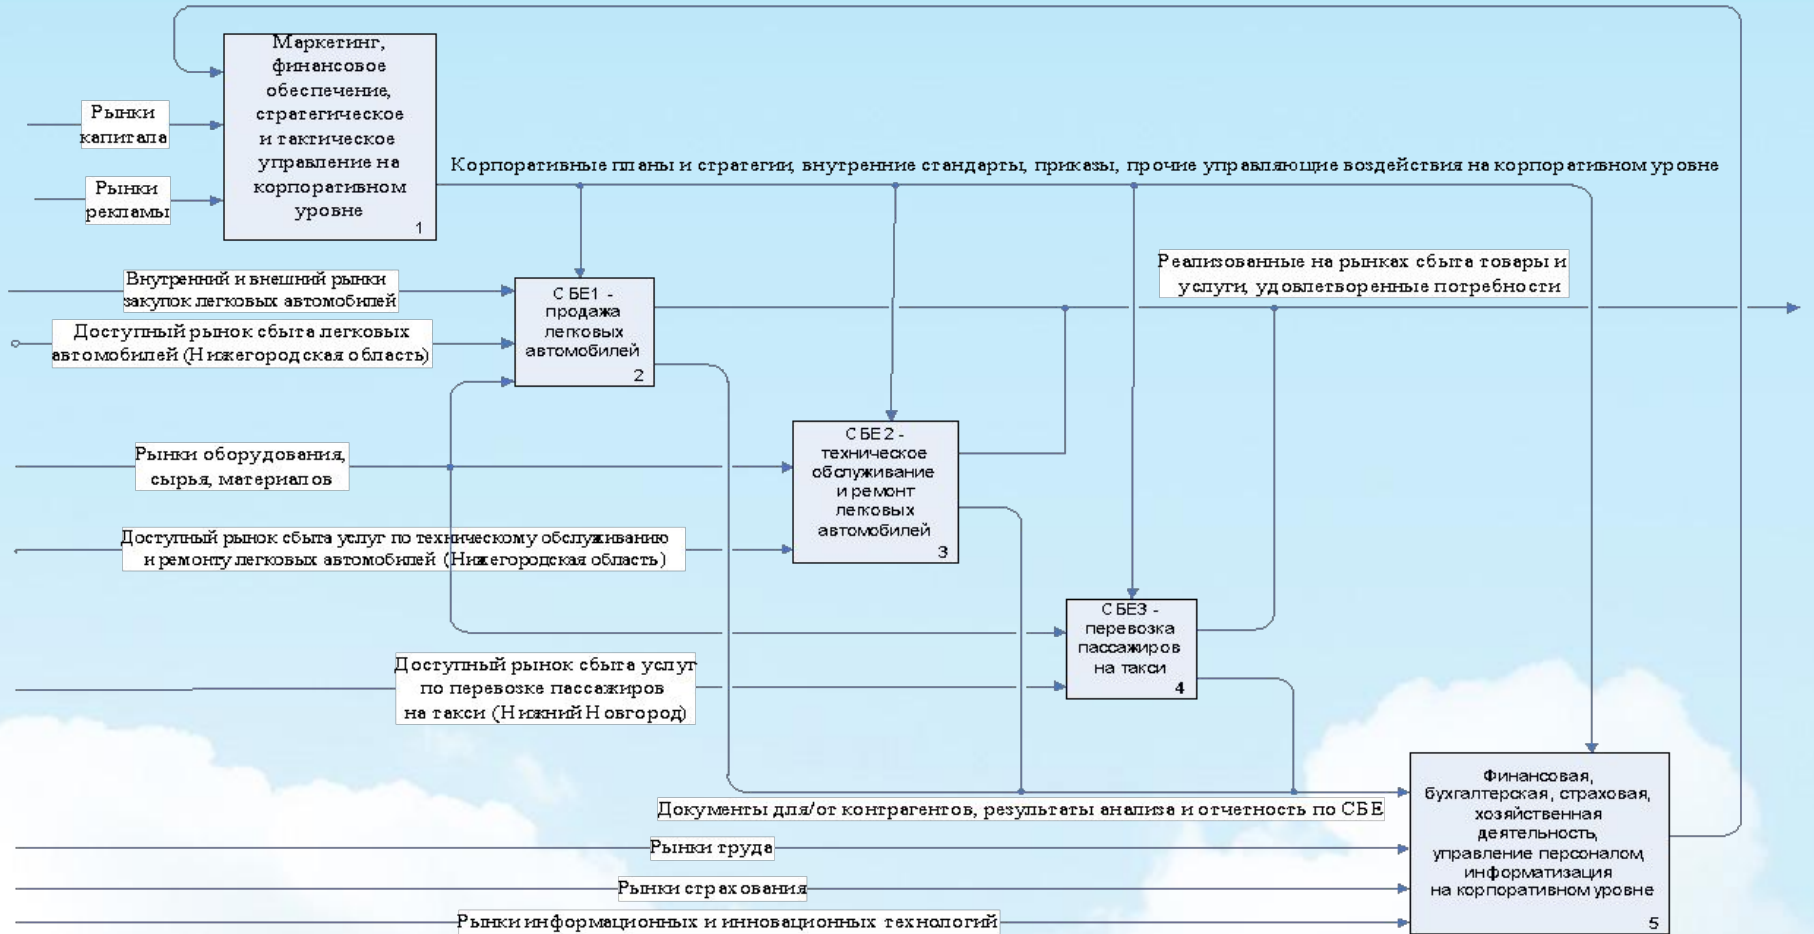 Маркетинг,
финансовое
обеспечение,
стратегическое
и тактическое
управление на
корпоративном
уровне
1
Рынки
капитала
Рынки
рекламы
Корпоративные планы и стратегии, внутренние стандарты, приказы, прочие управляющие воздействия на корпоративном уровне
Реализованные на рынках сбыта товары и
услуги, удовлетворенные потребности
Внутренний и внешний рынки
закупок легковых автомобилей
Доступный рынок сбыта легковых
автомобилей (Нижегородская область)
СБЕ1 -
продажа
легковых
автомобилей
2
Рынки оборудования,
сырья, материалов
СБЕ2 -
техническое
обслуживание
и ремонт
легковых
автомобилей
3
Доступный рынок сбыта услуг по техническому обслуживанию
и ремонту легковых автомобилей (Нижегородская область)
СБЕ3 -
перевозка
пассажиров
на такси
4
Доступный рынок сбыта услуг
по перевозке пассажиров
на такси (Нижний Новгород)
Документы для/от контрагентов, результаты анализа и отчетность по СБЕ
Рынки труда
Рынки страхования
Рынки информационных и инновационных технологий
Финансовая,
бухгалтерская, страховая,
хозяйственная
деятельность,
управление персоналом,
информатизация
на корпоративном уровне
5